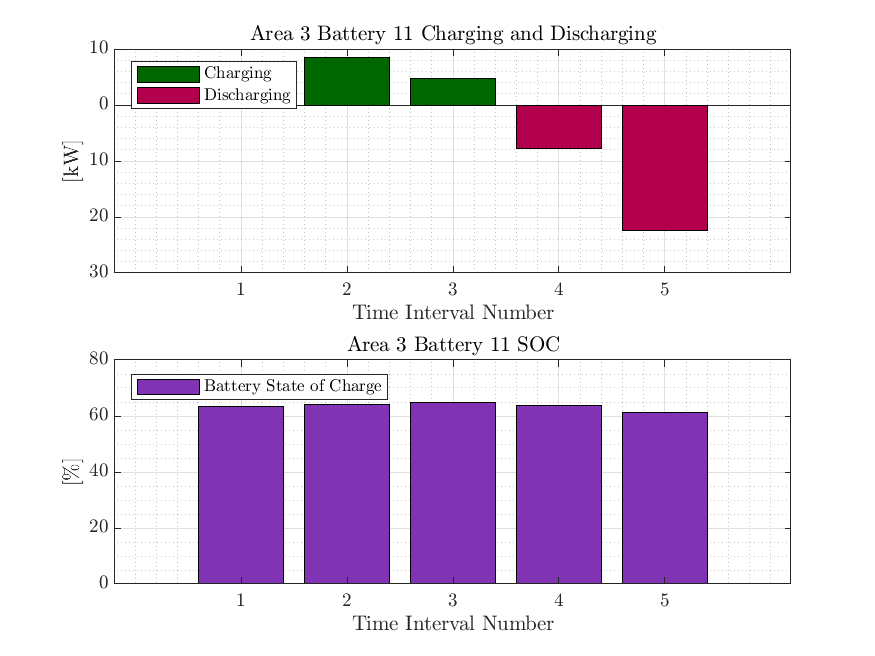 Area 3 Battery 11 Charging and Discharging
10
0
10
20
30
[kW]
Charging
Discharging
1 2 3 4 5
Time Interval Number
Area 3 Battery 11 SOC
80
60
40
20
0
[%]
Battery State of Charge
1 2 3 4 5
Time Interval Number